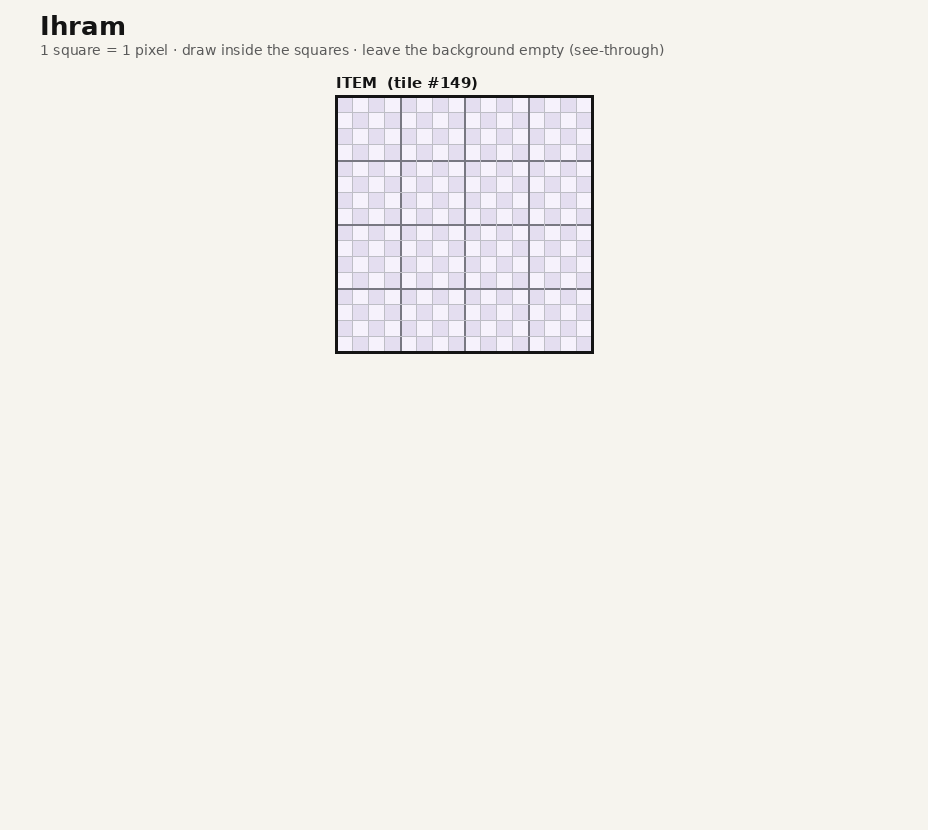 Ihram
1 square = 1 pixel · draw inside the squares · leave the background empty (see-through)
ITEM (tile #149)